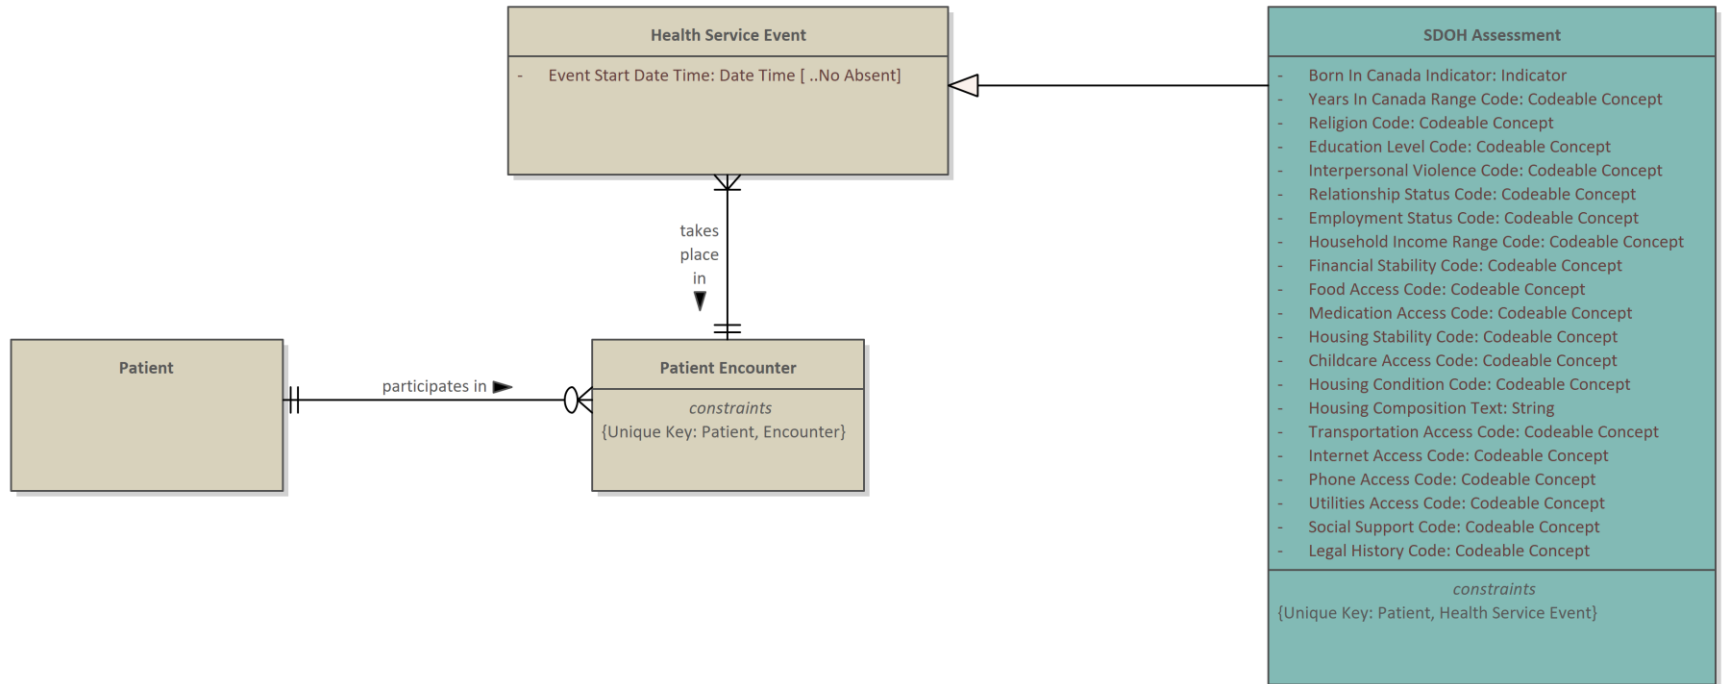 Health Service Event
- Event Start Date Time: Date Time [ ..No Absent]
SDOH Assessment
- Born In Canada Indicator: Indicator
- Years In Canada Range Code: Codeable Concept
- Religion Code: Codeable Concept
- Education Level Code: Codeable Concept
- Interpersonal Violence Code: Codeable Concept
- Relationship Status Code: Codeable Concept
- Employment Status Code: Codeable Concept
- Household Income Range Code: Codeable Concept
- Financial Stability Code: Codeable Concept
- Food Access Code: Codeable Concept
- Medication Access Code: Codeable Concept
- Housing Stability Code: Codeable Concept
- Childcare Access Code: Codeable Concept
- Housing Condition Code: Codeable Concept
- Housing Composition Text: String
- Transportation Access Code: Codeable Concept
- Internet Access Code: Codeable Concept
- Phone Access Code: Codeable Concept
- Utilities Access Code: Codeable Concept
- Social Support Code: Codeable Concept
- Legal History Code: Codeable Concept
constraints
{Unique Key: Patient, Health Service Event}
takes
place
in
Patient
participates in
Patient Encounter
constraints
{Unique Key: Patient, Encounter}